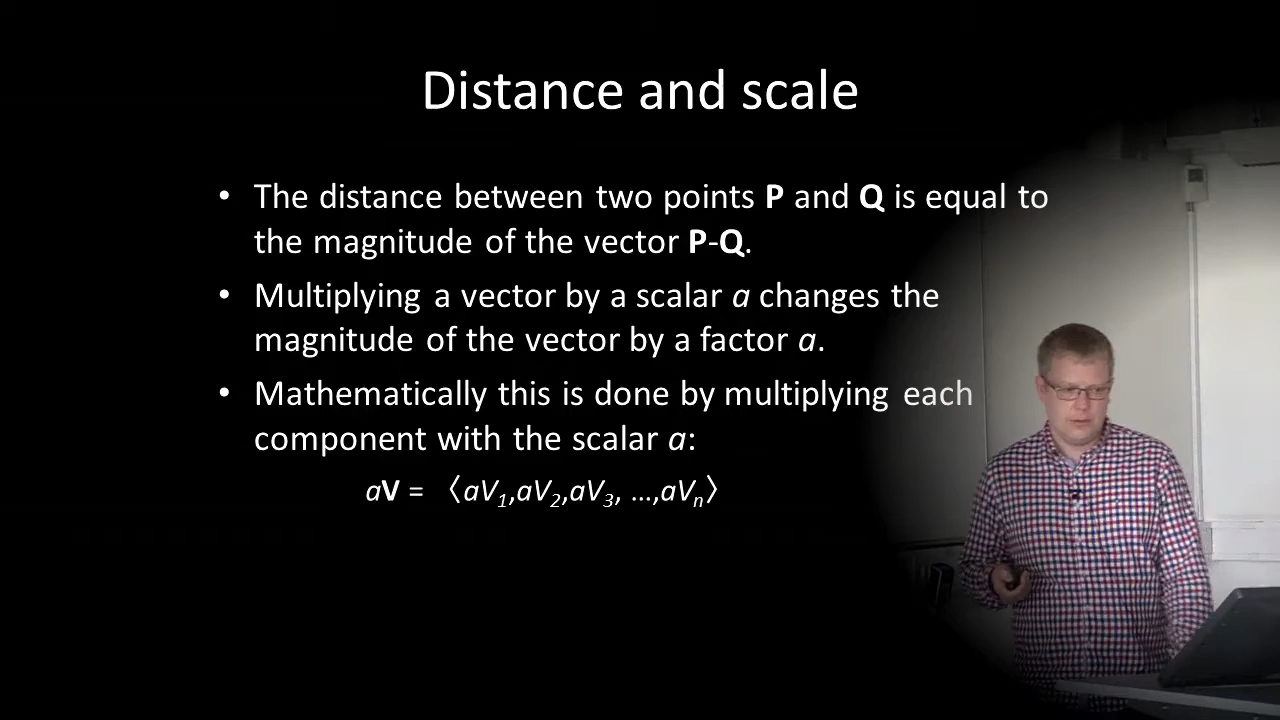 Distance and scale
• The distance between two points P and Q is equal to
the magnitude of the vector P-Q.
• Multiplying a vector by a scalar a changes the
magnitude of the vector by a factor a.
• Mathematically this is done by multiplying each
component with the scalar a:
aV = 〈aV₁,aV₂,aV₃, …,aVₙ〉